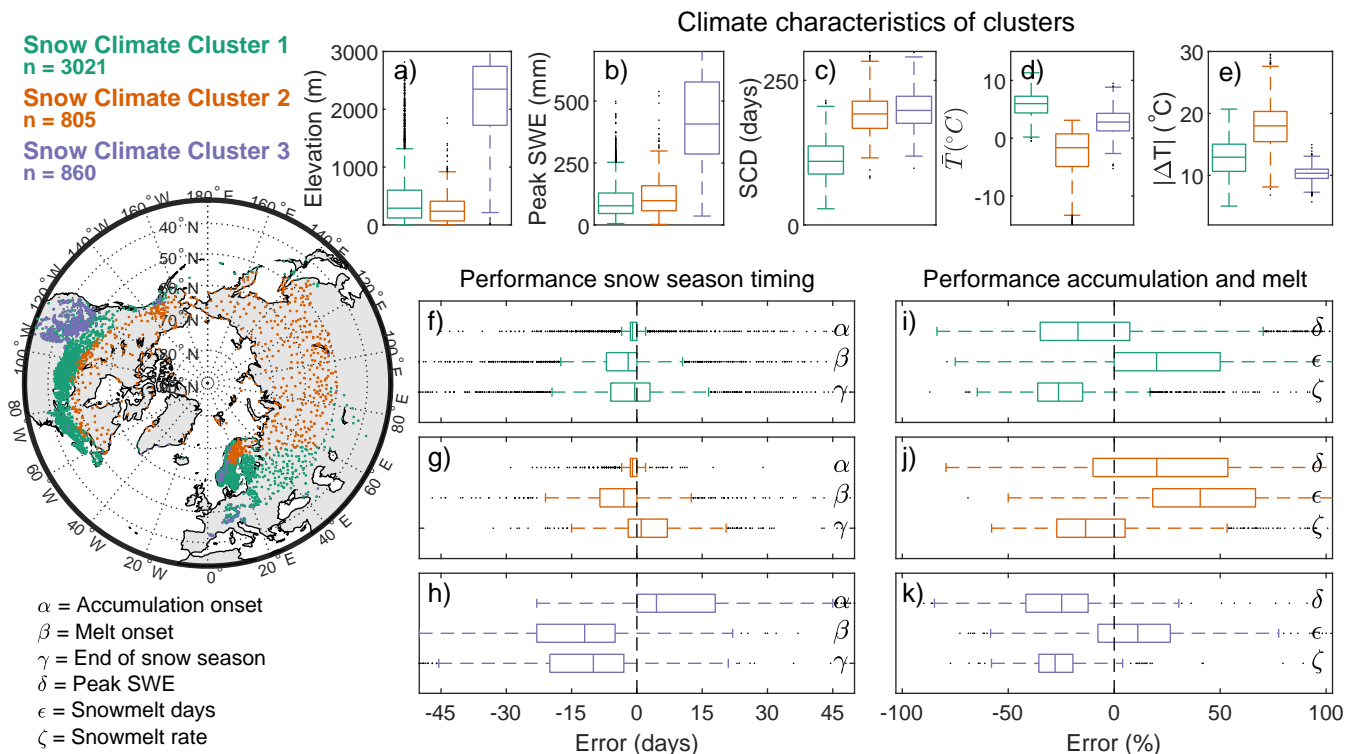 Climate characteristics of clusters
Snow Climate Cluster 1
n = 3021
Snow Climate Cluster 2
n = 805
Snow Climate Cluster 3
n = 860
a)
Elevation (m)
3000
2000
1000
0
b)
Peak SWE (mm)
500
250
0
c)
SCD (days)
250
0
d)
T̄(°C)
10
0
-10
e)
|ΔT| (°C)
30
20
10
180°E
160°W
140°W
120°W
80°W
60°W
40°W
20°W
0°
20°E
40°E
60°E
80°E
120°E
140°E
160°E
40°N
50°N
60°N
70°N
80°N
90°N
α = Accumulation onset
β = Melt onset
γ = End of snow season
δ = Peak SWE
ϵ = Snowmelt days
ζ = Snowmelt rate
Performance snow season timing
f)
α
β
γ
g)
α
β
γ
h)
α
β
γ
-45 -30 -15 0 15 30 45
Error (days)
Performance accumulation and melt
i)
δ
ϵ
ζ
j)
δ
ϵ
ζ
k)
δ
ϵ
ζ
-100 -50 0 50 100
Error (%)